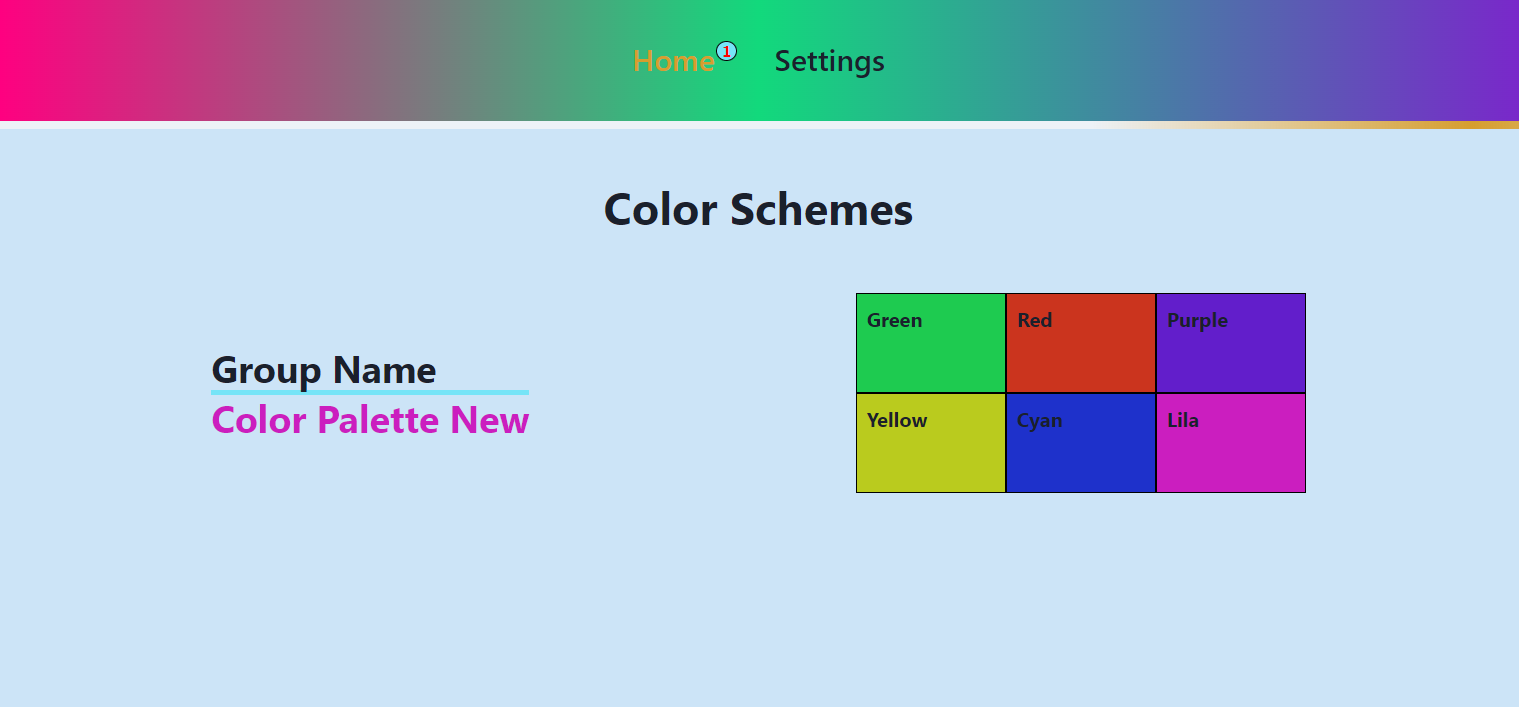 Home 1 Settings
Color Schemes
Group Name
Color Palette New
Green Red Purple
Yellow Cyan Lila